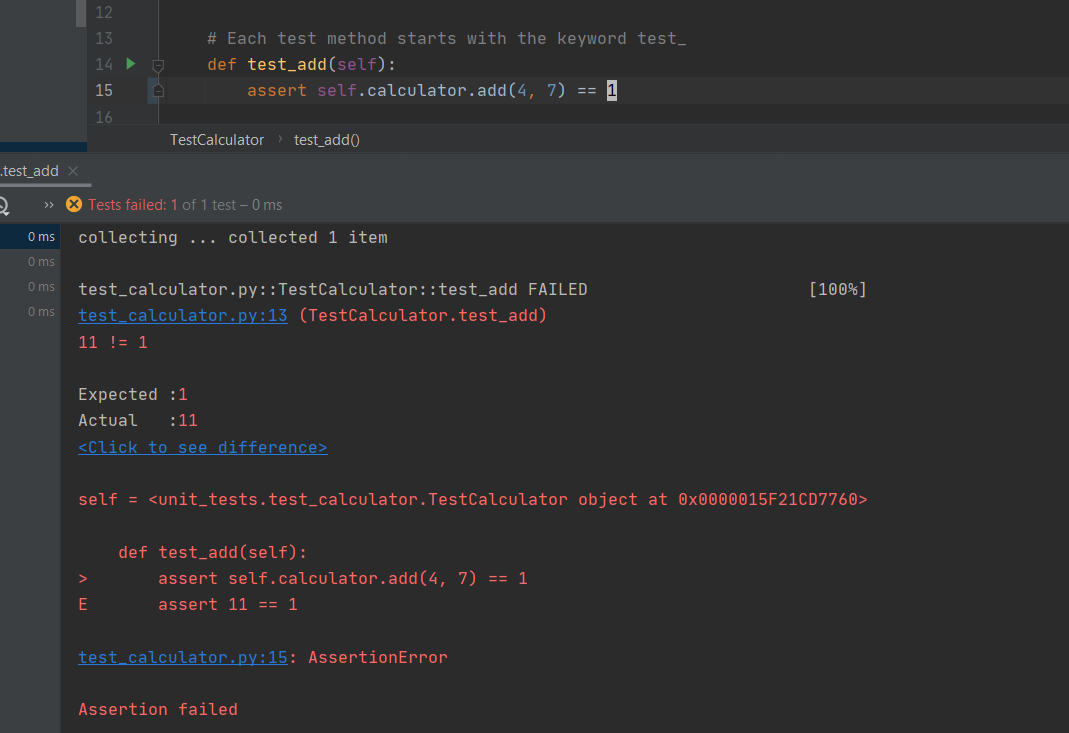 12
13 # Each test method starts with the keyword test_
14 def test_add(self):
15 assert self.calculator.add(4, 7) == 1
16
TestCalculator › test_add()
.test_add ×
» Tests failed: 1 of 1 test – 0 ms
0 ms collecting ... collected 1 item
0 ms
0 ms test_calculator.py::TestCalculator::test_add FAILED [100%]
0 ms test_calculator.py:13 (TestCalculator.test_add)
11 != 1
Expected :1
Actual :11
<Click to see difference>
self = <unit_tests.test_calculator.TestCalculator object at 0x0000015F21CD7760>
def test_add(self):
> assert self.calculator.add(4, 7) == 1
E assert 11 == 1
test_calculator.py:15: AssertionError
Assertion failed